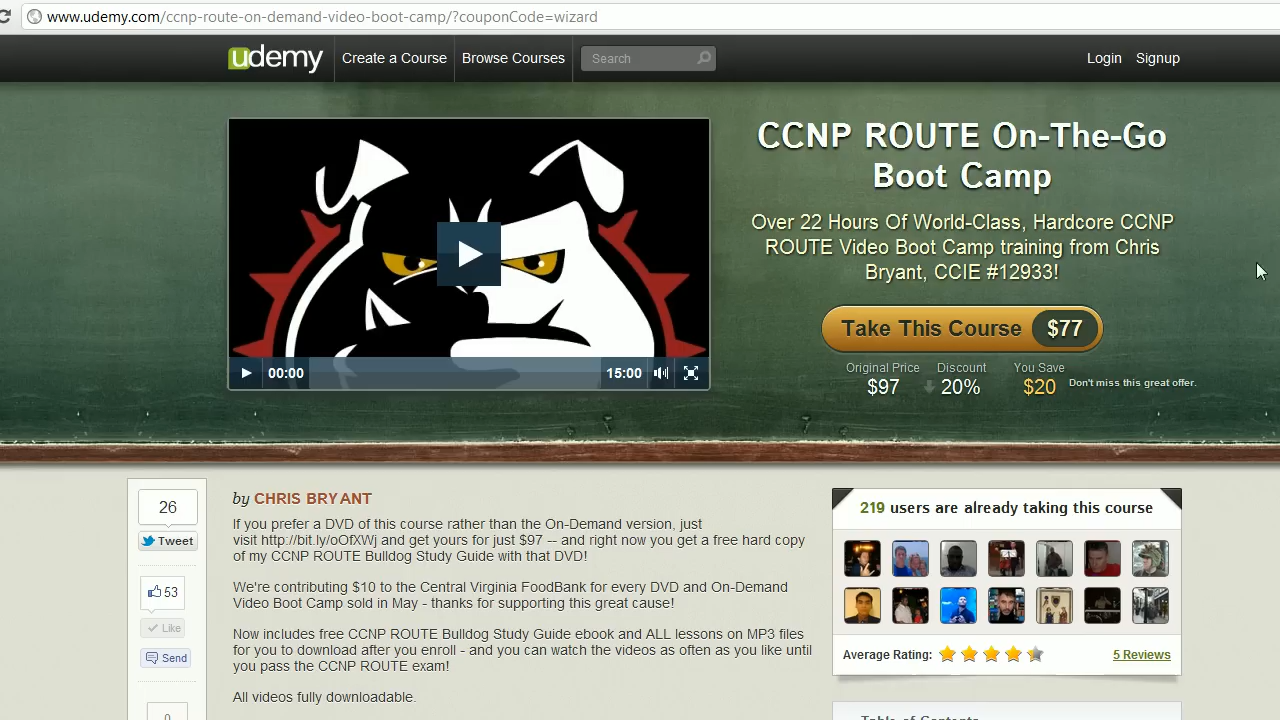 www.udemy.com/ccnp-route-on-demand-video-boot-camp/?couponCode=wizard
udemy
Create a Course
Browse Courses
Search
Login
Signup
CCNP ROUTE On-The-Go
Boot Camp
Over 22 Hours Of World-Class, Hardcore CCNP
ROUTE Video Boot Camp training from Chris
Bryant, CCIE #12933!
Take This Course $77
Original Price
$97
Discount
20%
You Save
$20
Don't miss this great offer.
00:00
15:00
26
Tweet
53
Like
Send
0
by CHRIS BRYANT
If you prefer a DVD of this course rather than the On-Demand version, just
visit http://bit.ly/oOfXWj and get yours for just $97 -- and right now you get a free hard copy
of my CCNP ROUTE Bulldog Study Guide with that DVD!
We're contributing $10 to the Central Virginia FoodBank for every DVD and On-Demand
Video Boot Camp sold in May - thanks for supporting this great cause!
Now includes free CCNP ROUTE Bulldog Study Guide ebook and ALL lessons on MP3 files
for you to download after you enroll - and you can watch the videos as often as you like until
you pass the CCNP ROUTE exam!
All videos fully downloadable.
219 users are already taking this course
Average Rating:
5 Reviews
Table of Contents